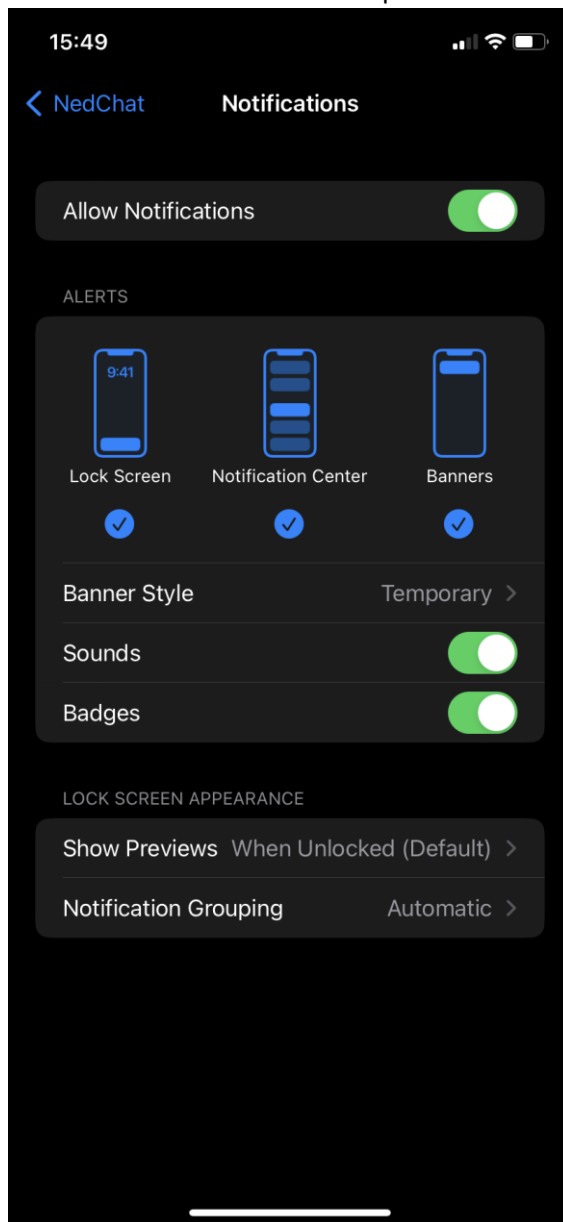 15:49
NedChat Notifications
Allow Notifications
ALERTS
9:41
Lock Screen Notification Center Banners
Banner Style Temporary
Sounds
Badges
LOCK SCREEN APPEARANCE
Show Previews When Unlocked (Default)
Notification Grouping Automatic